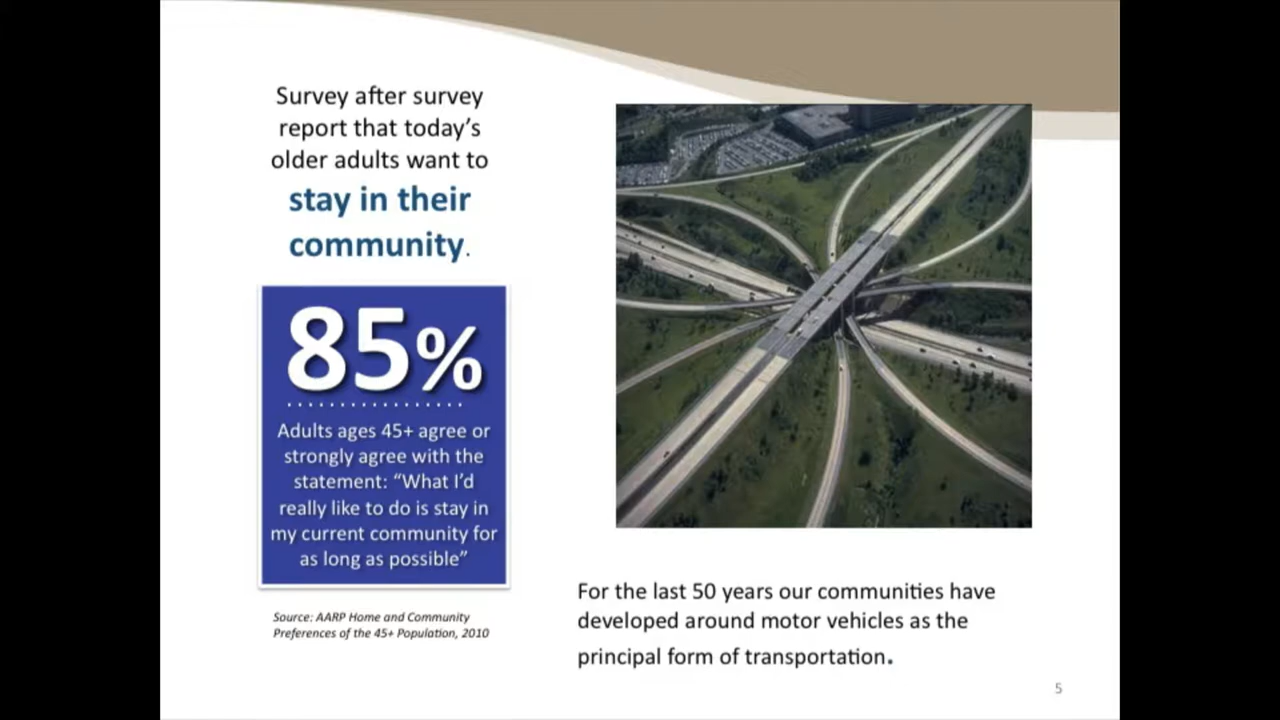 Survey after survey
report that today's
older adults want to
stay in their
community.
85%
Adults ages 45+ agree or
strongly agree with the
statement: “What I'd
really like to do is stay in
my current community for
as long as possible”
Source: AARP Home and Community
Preferences of the 45+ Population, 2010
For the last 50 years our communities have
developed around motor vehicles as the
principal form of transportation.
5